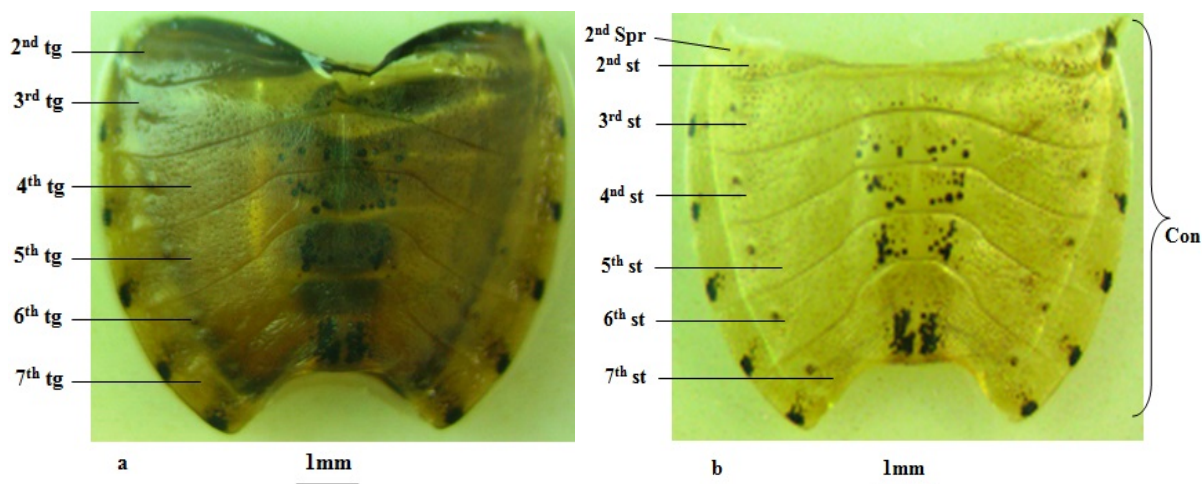 2nd tg
3rd tg
4th tg
5th tg
6th tg
7th tg
a
1mm
2nd Spr
2nd st
3rd st
4nd st
5th st
6th st
7th st
Con
b
1mm